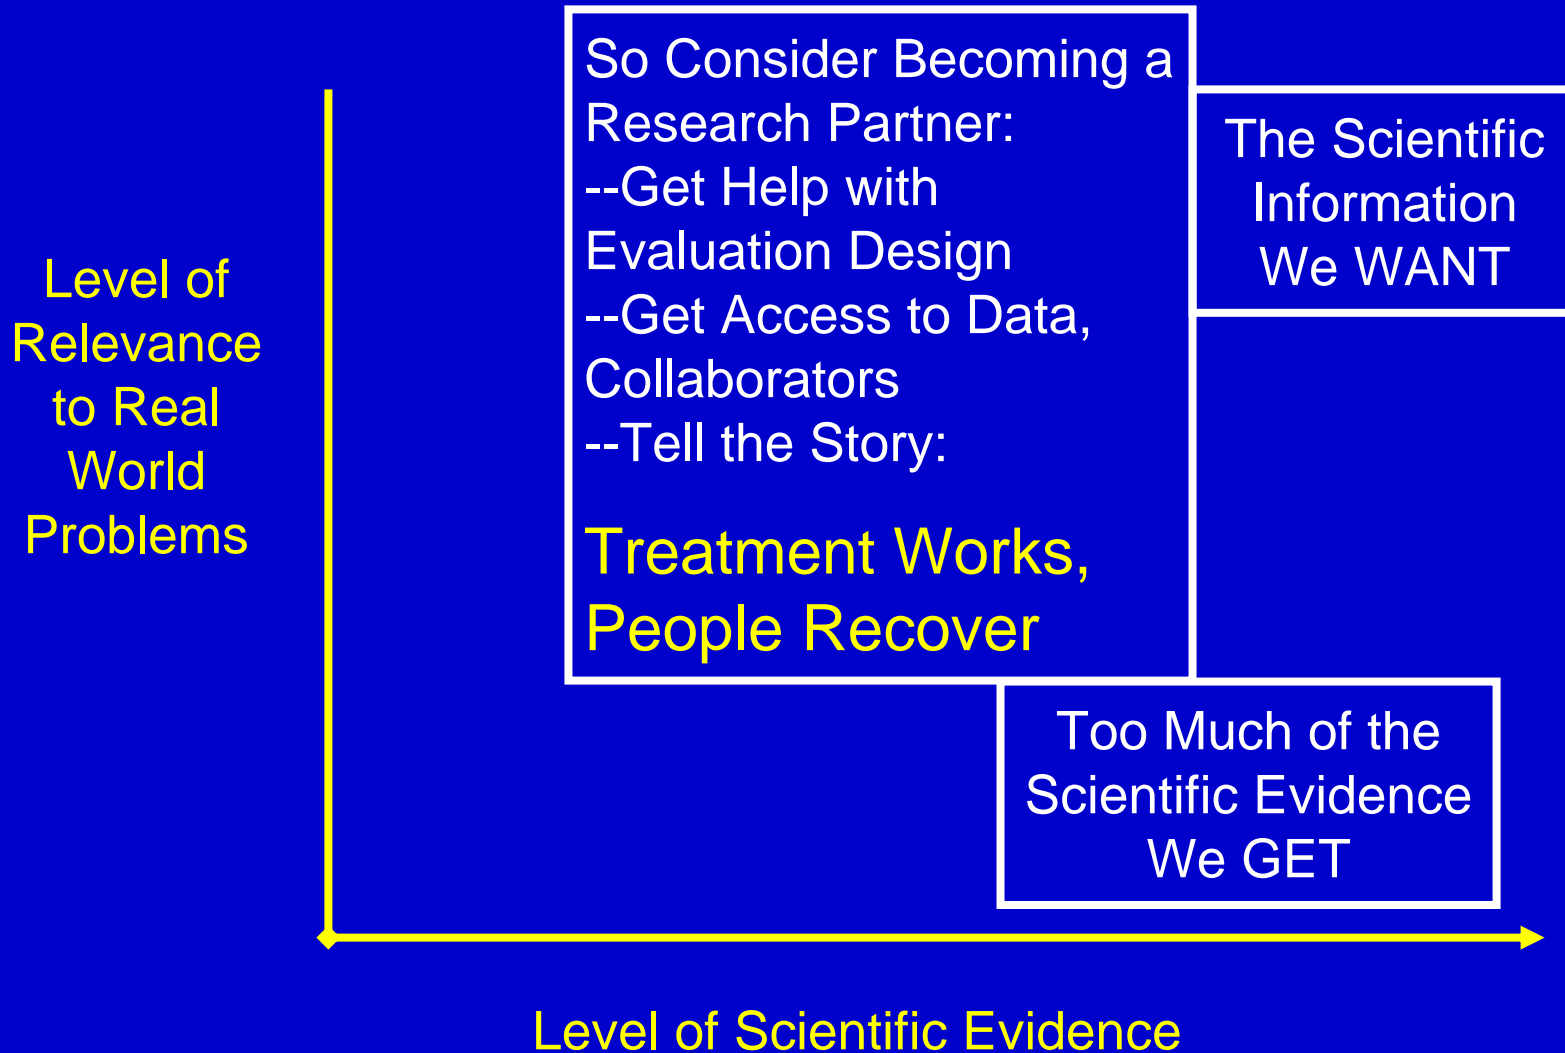 Level of
Relevance
to Real
World
Problems
So Consider Becoming a
Research Partner:
--Get Help with
Evaluation Design
--Get Access to Data,
Collaborators
--Tell the Story:
Treatment Works,
People Recover
The Scientific
Information
We WANT
Too Much of the
Scientific Evidence
We GET
Level of Scientific Evidence